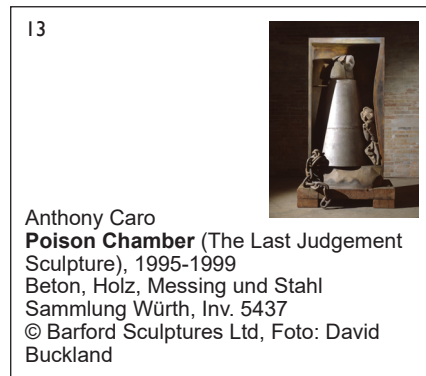 13
Anthony Caro
Poison Chamber (The Last Judgement
Sculpture), 1995-1999
Beton, Holz, Messing und Stahl
Sammlung Würth, Inv. 5437
© Barford Sculptures Ltd, Foto: David
Buckland